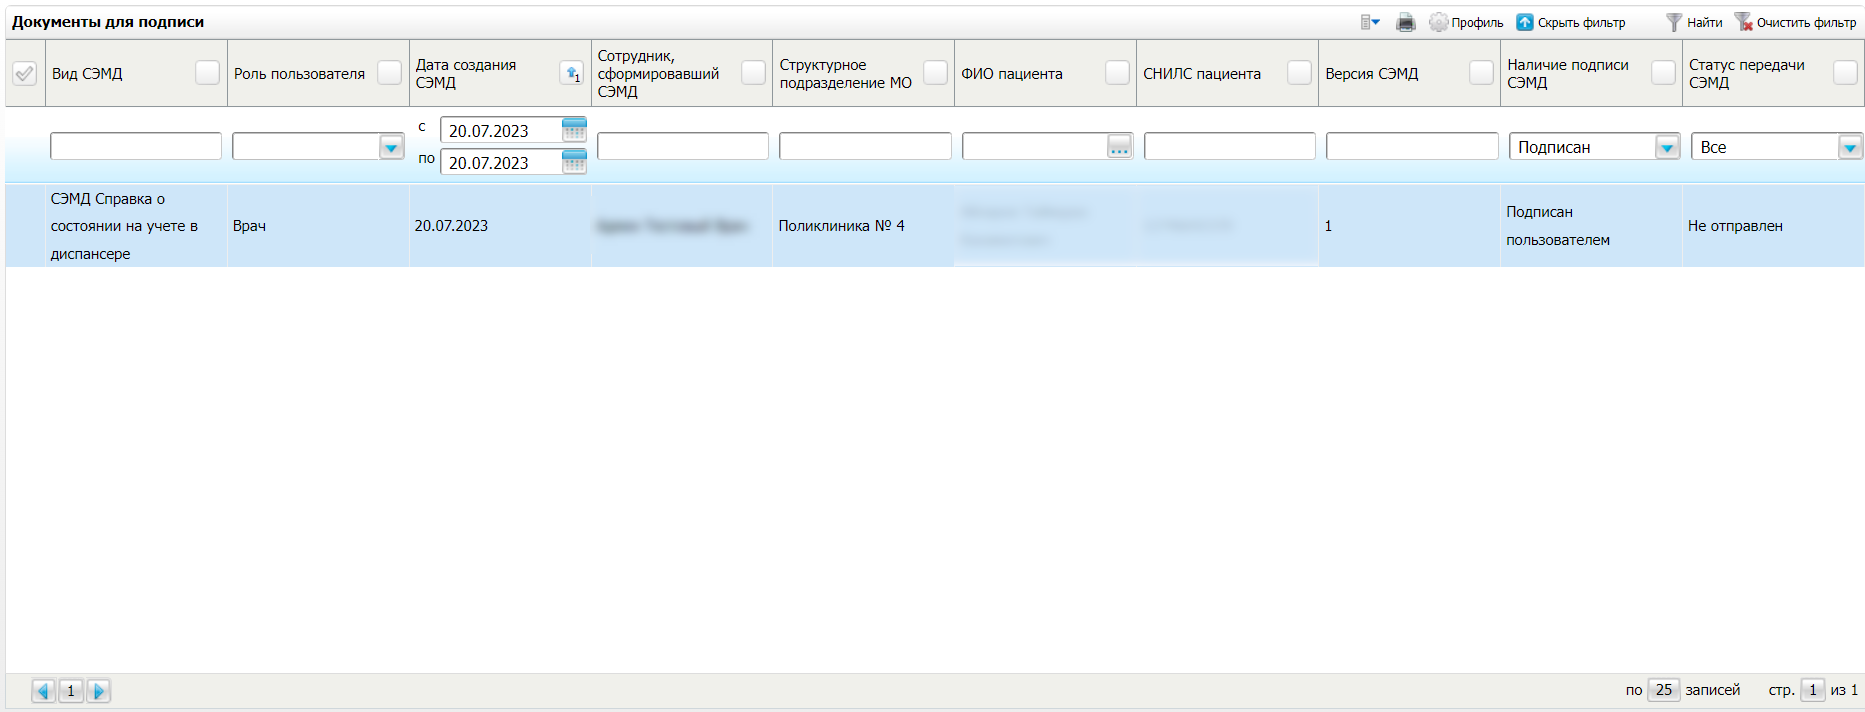 Документы для подписи
Профиль
Скрыть фильтр
Найти
Очистить фильтр
Вид СЭМД
Роль пользователя
Дата создания
СЭМД
1
Сотрудник,
сформировавший
СЭМД
Структурное
подразделение МО
ФИО пациента
СНИЛС пациента
Версия СЭМД
Наличие подписи
СЭМД
Статус передачи
СЭМД
с 20.07.2023
по 20.07.2023
...
Подписан
Все
СЭМД Справка о
состоянии на учете в
диспансере
Врач
20.07.2023
Поликлиника № 4
1
Подписан
пользователем
Не отправлен
1
по 25 записей
стр. 1 из 1